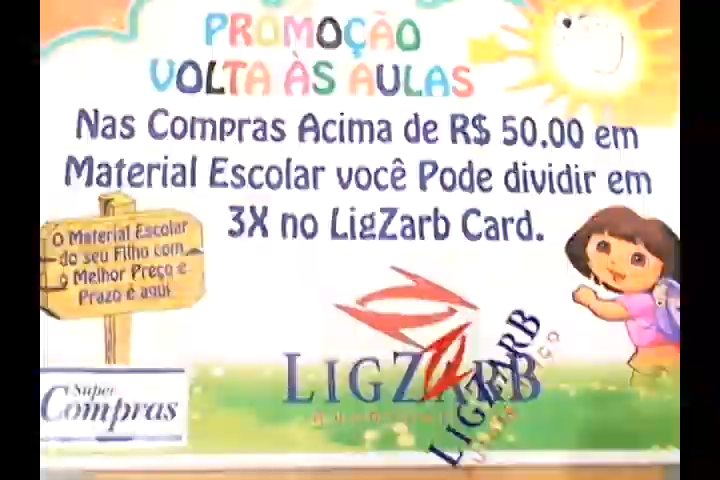 PROMOÇÃO
VOLTA ÀS AULAS
Nas Compras Acima de R$ 50.00 em
Material Escolar você Pode dividir em
3X no LigZarb Card.
O Material Escolar
do seu Filho com
o Melhor Preço e
Prazo é aqui
LIGZARB
LIGZARB
Super
Compras